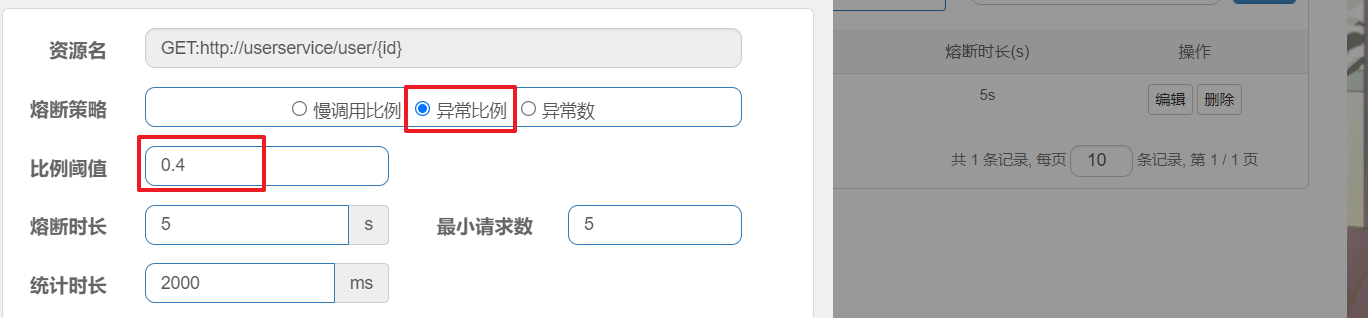 资源名 GET:http://userservice/user/{id}
熔断策略 慢调用比例 异常比例 异常数
比例阈值 0.4
熔断时长 5 s 最小请求数 5
统计时长 2000 ms
熔断时长(s) 操作
5s 编辑 删除
共 1 条记录, 每页 10 条记录, 第 1 / 1 页